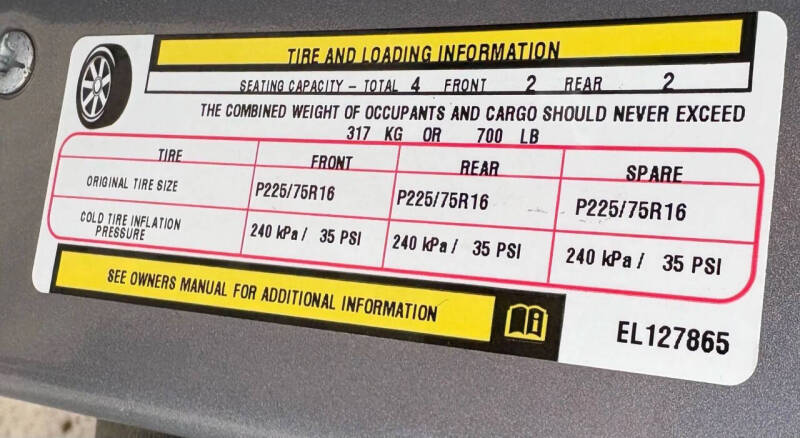 TIRE AND LOADING INFORMATION
SEATING CAPACITY – TOTAL 4 FRONT 2 REAR 2
THE COMBINED WEIGHT OF OCCUPANTS AND CARGO SHOULD NEVER EXCEED
317 KG OR 700 LB
TIRE FRONT REAR SPARE
ORIGINAL TIRE SIZE P225/75R16 P225/75R16 P225/75R16
COLD TIRE INFLATION
PRESSURE 240 kPa / 35 PSI 240 kPa / 35 PSI 240 kPa / 35 PSI
SEE OWNERS MANUAL FOR ADDITIONAL INFORMATION
EL127865